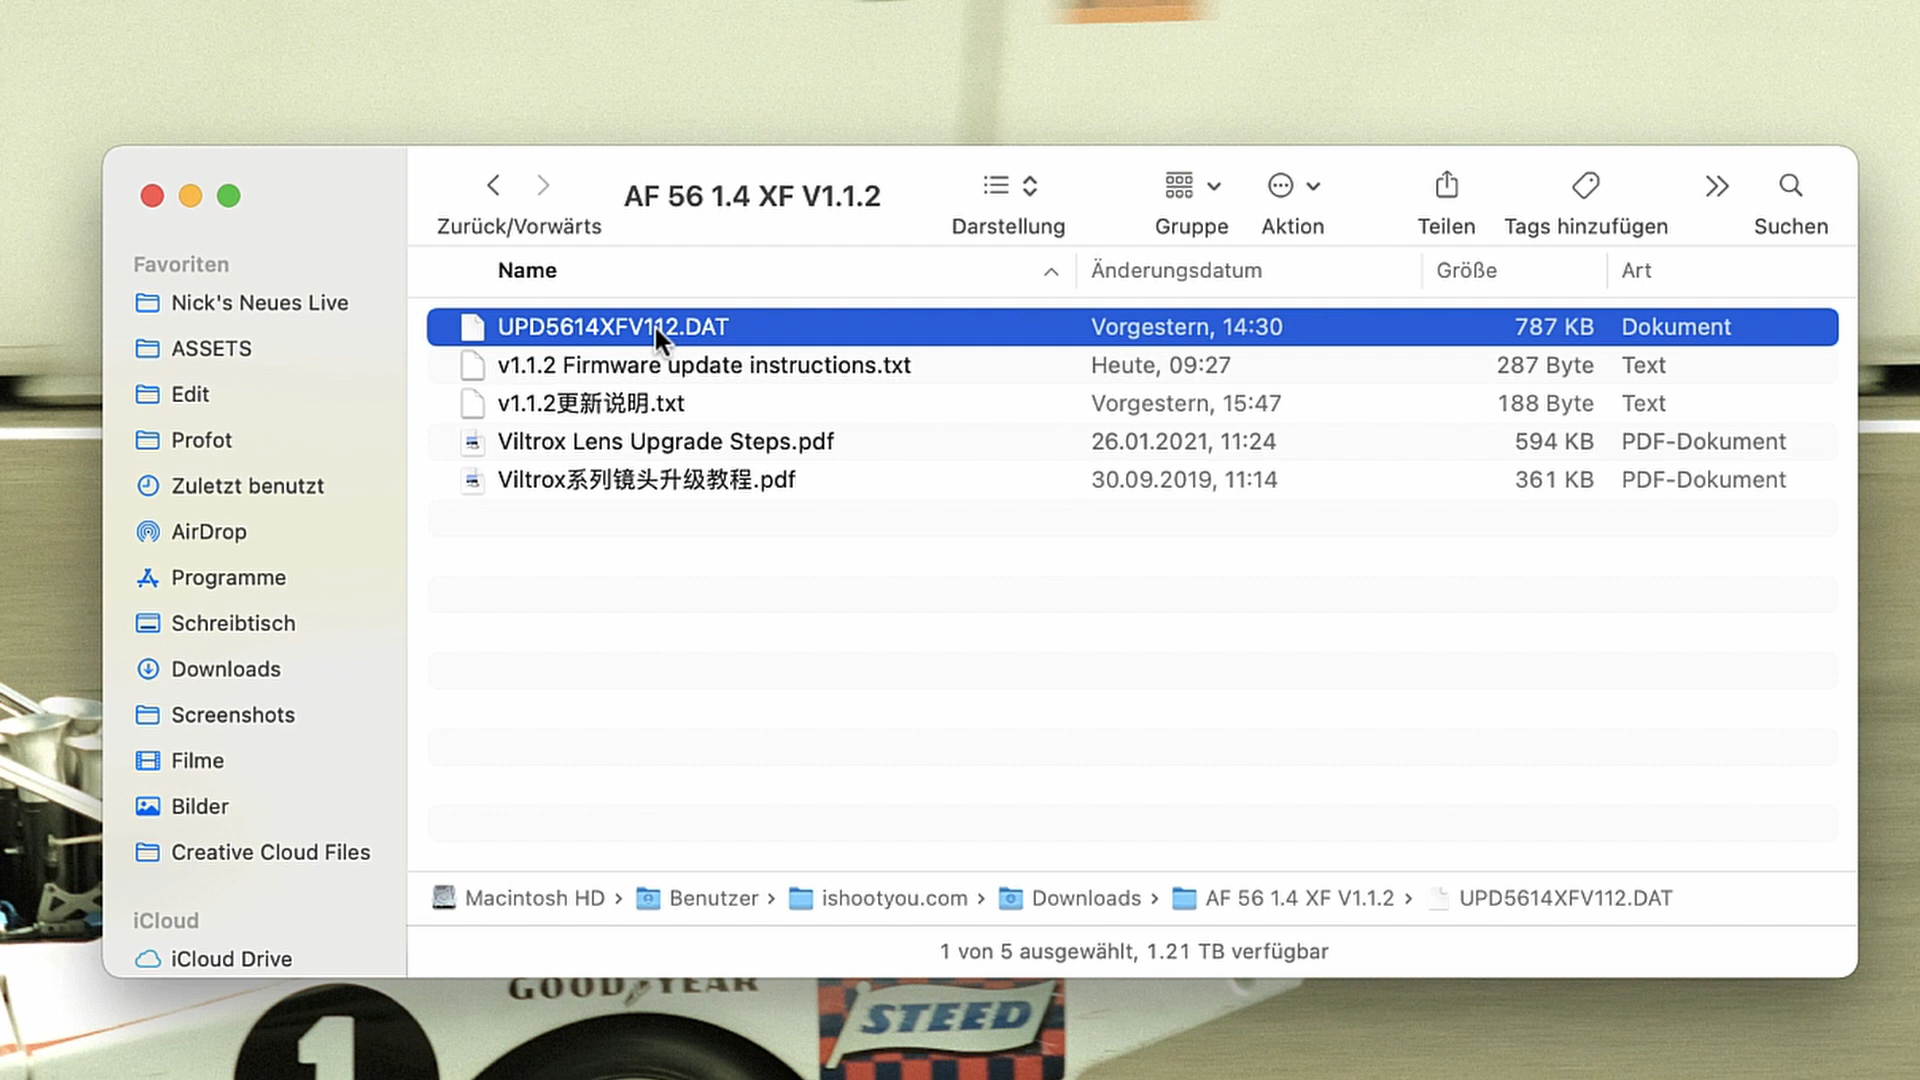 AF 56 1.4 XF V1.1.2
Zurück/Vorwärts
Darstellung
Gruppe
Aktion
Teilen
Tags hinzufügen
Suchen
Favoriten
Nick's Neues Live
ASSETS
Edit
Profot
Zuletzt benutzt
AirDrop
Programme
Schreibtisch
Downloads
Screenshots
Filme
Bilder
Creative Cloud Files
iCloud
iCloud Drive
Name Änderungsdatum Größe Art
UPD5614XFV112.DAT Vorgestern, 14:30 787 KB Dokument
v1.1.2 Firmware update instructions.txt Heute, 09:27 287 Byte Text
v1.1.2更新说明.txt Vorgestern, 15:47 188 Byte Text
Viltrox Lens Upgrade Steps.pdf 26.01.2021, 11:24 594 KB PDF-Dokument
Viltrox系列镜头升级教程.pdf 30.09.2019, 11:14 361 KB PDF-Dokument
Macintosh HD › Benutzer › ishootyou.com › Downloads › AF 56 1.4 XF V1.1.2 › UPD5614XFV112.DAT
1 von 5 ausgewählt, 1.21 TB verfügbar
GOODYEAR
STEED
1